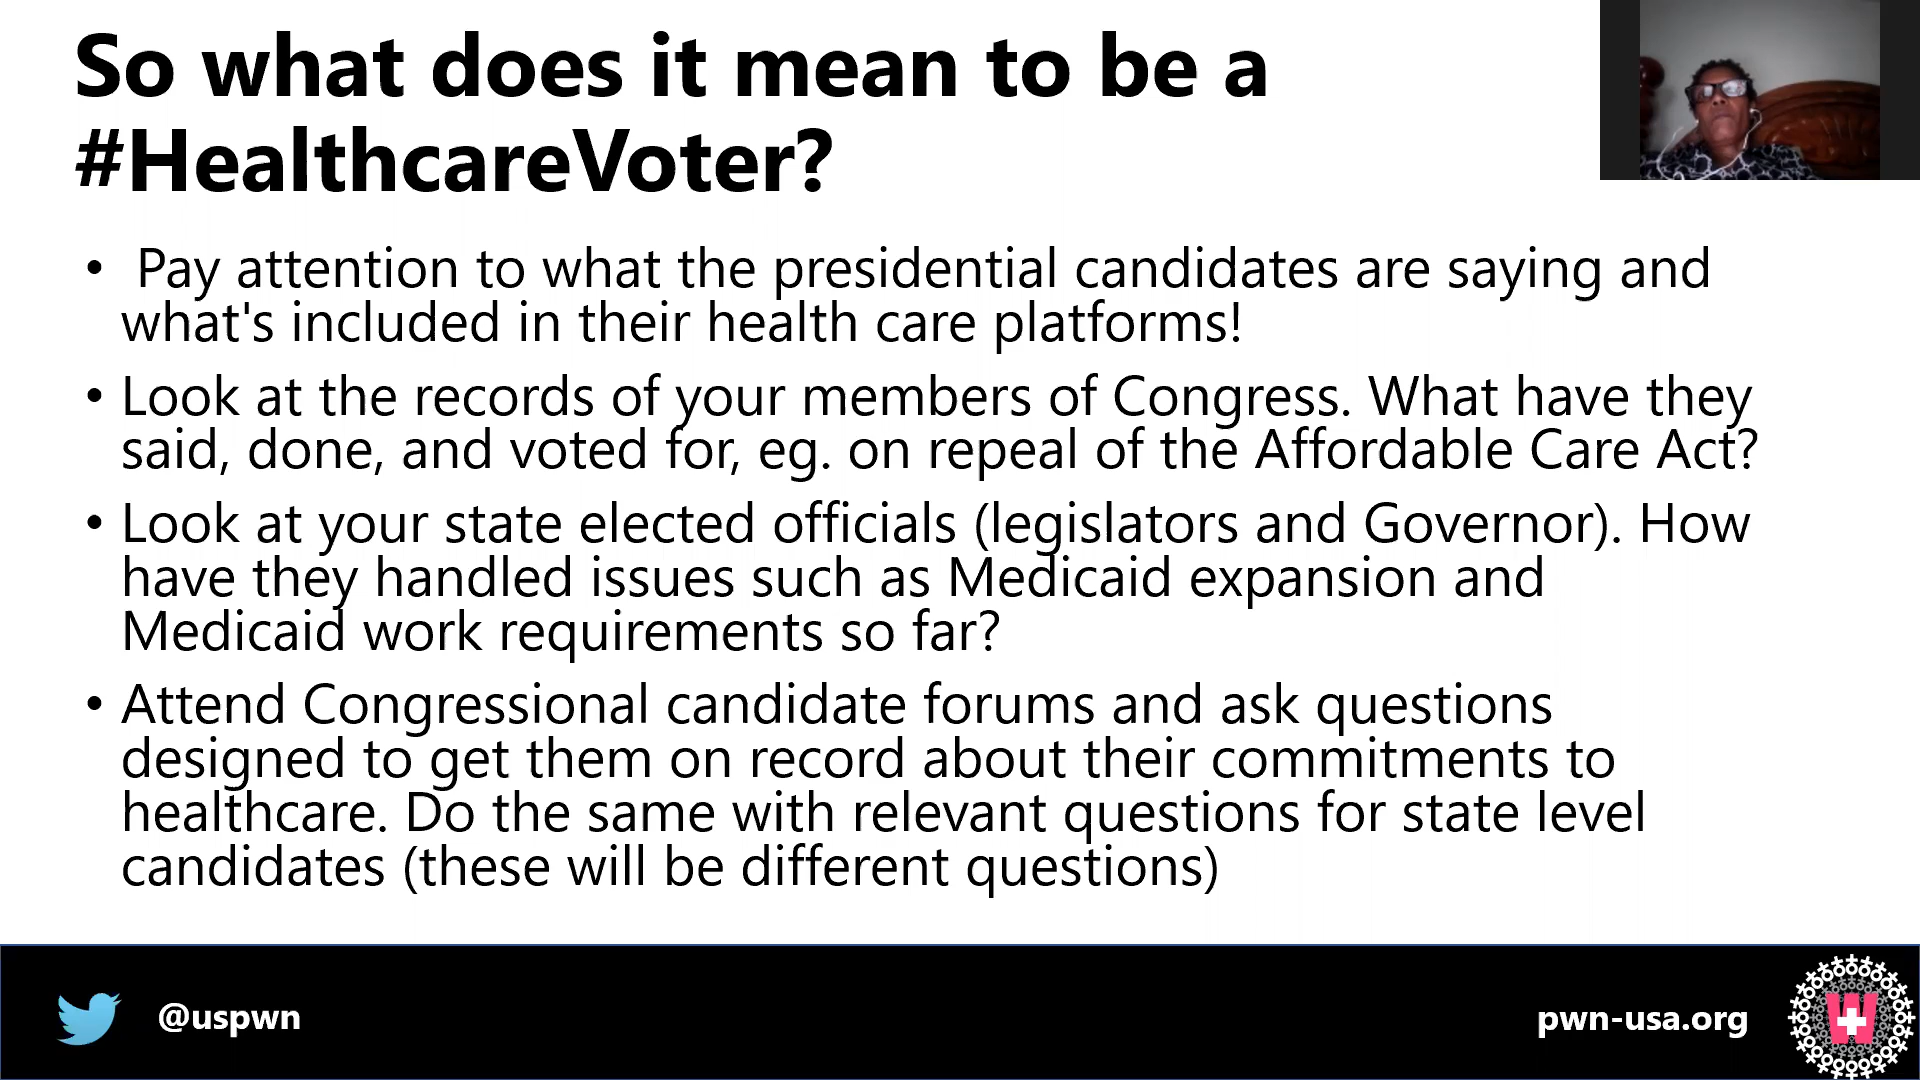 So what does it mean to be a
#HealthcareVoter?
• Pay attention to what the presidential candidates are saying and
what's included in their health care platforms!
• Look at the records of your members of Congress. What have they
said, done, and voted for, eg. on repeal of the Affordable Care Act?
• Look at your state elected officials (legislators and Governor). How
have they handled issues such as Medicaid expansion and
Medicaid work requirements so far?
• Attend Congressional candidate forums and ask questions
designed to get them on record about their commitments to
healthcare. Do the same with relevant questions for state level
candidates (these will be different questions)
@uspwn
pwn-usa.org
W